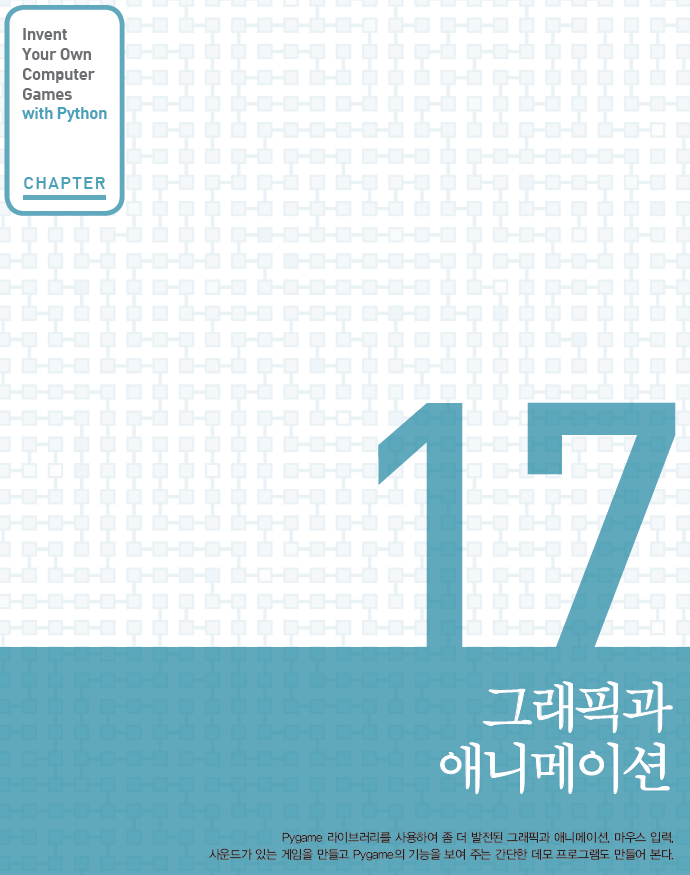 Invent
Your Own
Computer
Games
with Python
CHAPTER
17
그래픽과
애니메이션
Pygame 라이브러리를 사용하여 좀 더 발전된 그래픽과 애니메이션, 마우스 입력,
사운드가 있는 게임을 만들고 Pygame의 기능을 보여 주는 간단한 데모 프로그램도 만들어 본다.